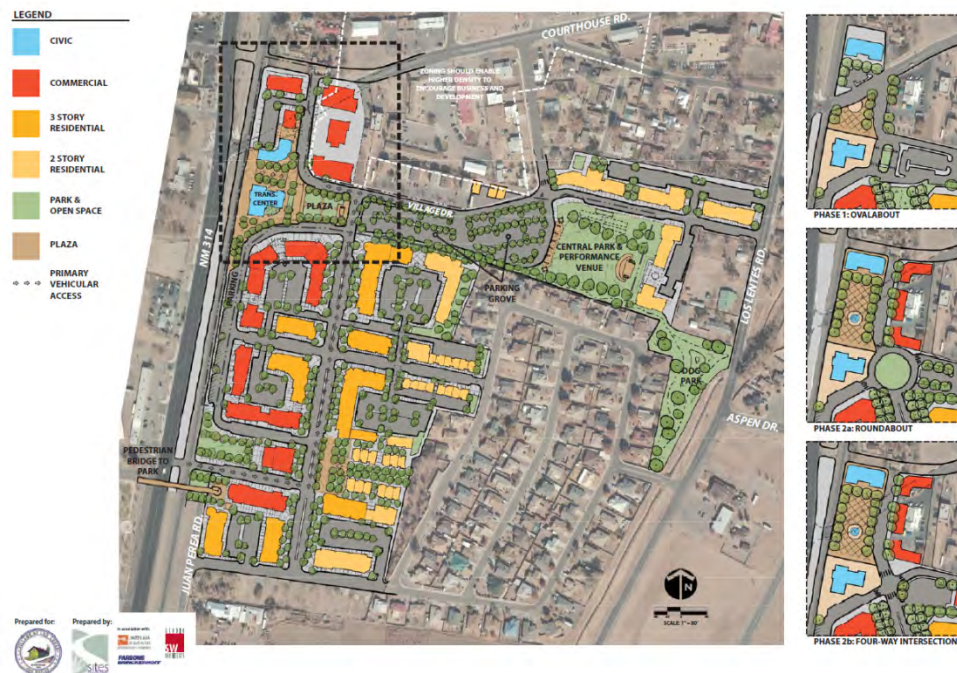 LEGEND
CIVIC
COMMERCIAL
3 STORY
RESIDENTIAL
2 STORY
RESIDENTIAL
PARK &
OPEN SPACE
PLAZA
PRIMARY
VEHICULAR
ACCESS
COURTHOUSE RD.
ZONING SHOULD ENABLE
HIGHER DENSITY TO
ENCOURAGE BUSINESS AND
DEVELOPMENT
TRANS.
CENTER
PLAZA
VILLAGE DR.
NM 314
PARKING
CENTRAL PARK &
PERFORMANCE
VENUE
PARKING
GROVE
LOS LENTES RD.
DOG
PARK
ASPEN DR.
PEDESTRIAN
BRIDGE TO
PARK
JUAN PEREA RD.
N
PHASE 1: OVALABOUT
PHASE 2a: ROUNDABOUT
PHASE 2b: FOUR-WAY INTERSECTION
Prepared for:
Prepared by:
sites
SW